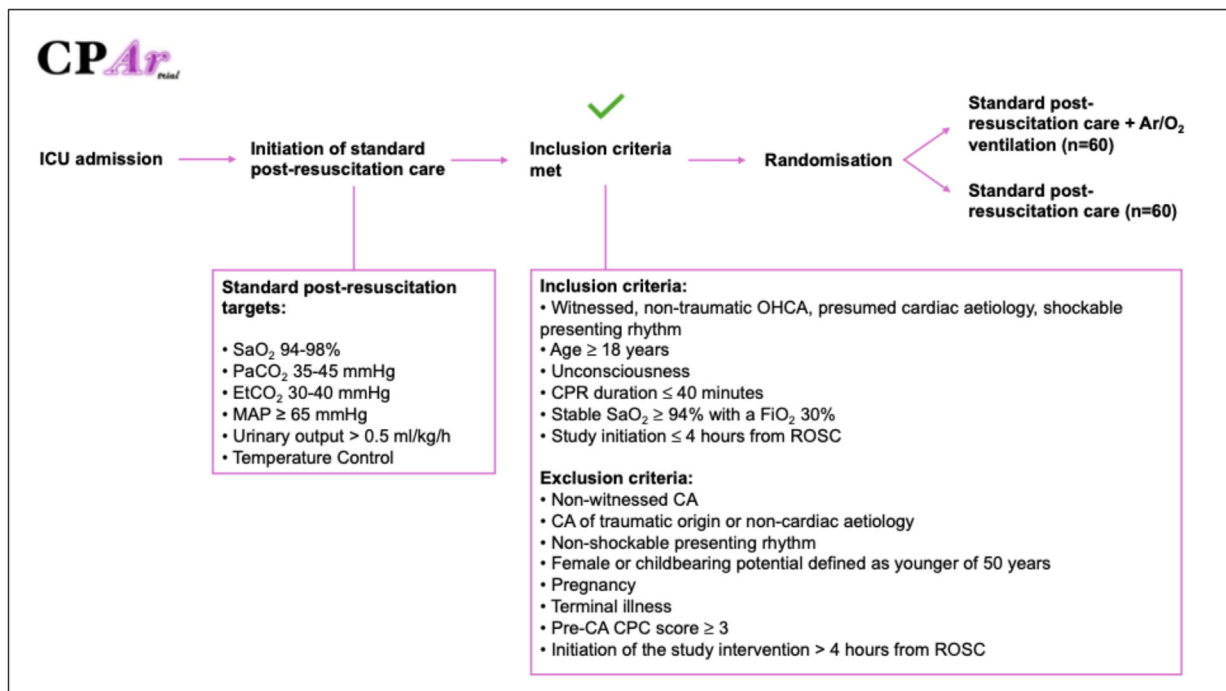 CPAr trial
ICU admission
Initiation of standard
post-resuscitation care
Inclusion criteria
met
Randomisation
Standard post-
resuscitation care + Ar/O₂
ventilation (n=60)
Standard post-
resuscitation care (n=60)
Standard post-resuscitation
targets:
• SaO₂ 94-98%
• PaCO₂ 35-45 mmHg
• EtCO₂ 30-40 mmHg
• MAP ≥ 65 mmHg
• Urinary output > 0.5 ml/kg/h
• Temperature Control
Inclusion criteria:
• Witnessed, non-traumatic OHCA, presumed cardiac aetiology, shockable
presenting rhythm
• Age ≥ 18 years
• Unconsciousness
• CPR duration ≤ 40 minutes
• Stable SaO₂ ≥ 94% with a FiO₂ 30%
• Study initiation ≤ 4 hours from ROSC
Exclusion criteria:
• Non-witnessed CA
• CA of traumatic origin or non-cardiac aetiology
• Non-shockable presenting rhythm
• Female or childbearing potential defined as younger of 50 years
• Pregnancy
• Terminal illness
• Pre-CA CPC score ≥ 3
• Initiation of the study intervention > 4 hours from ROSC